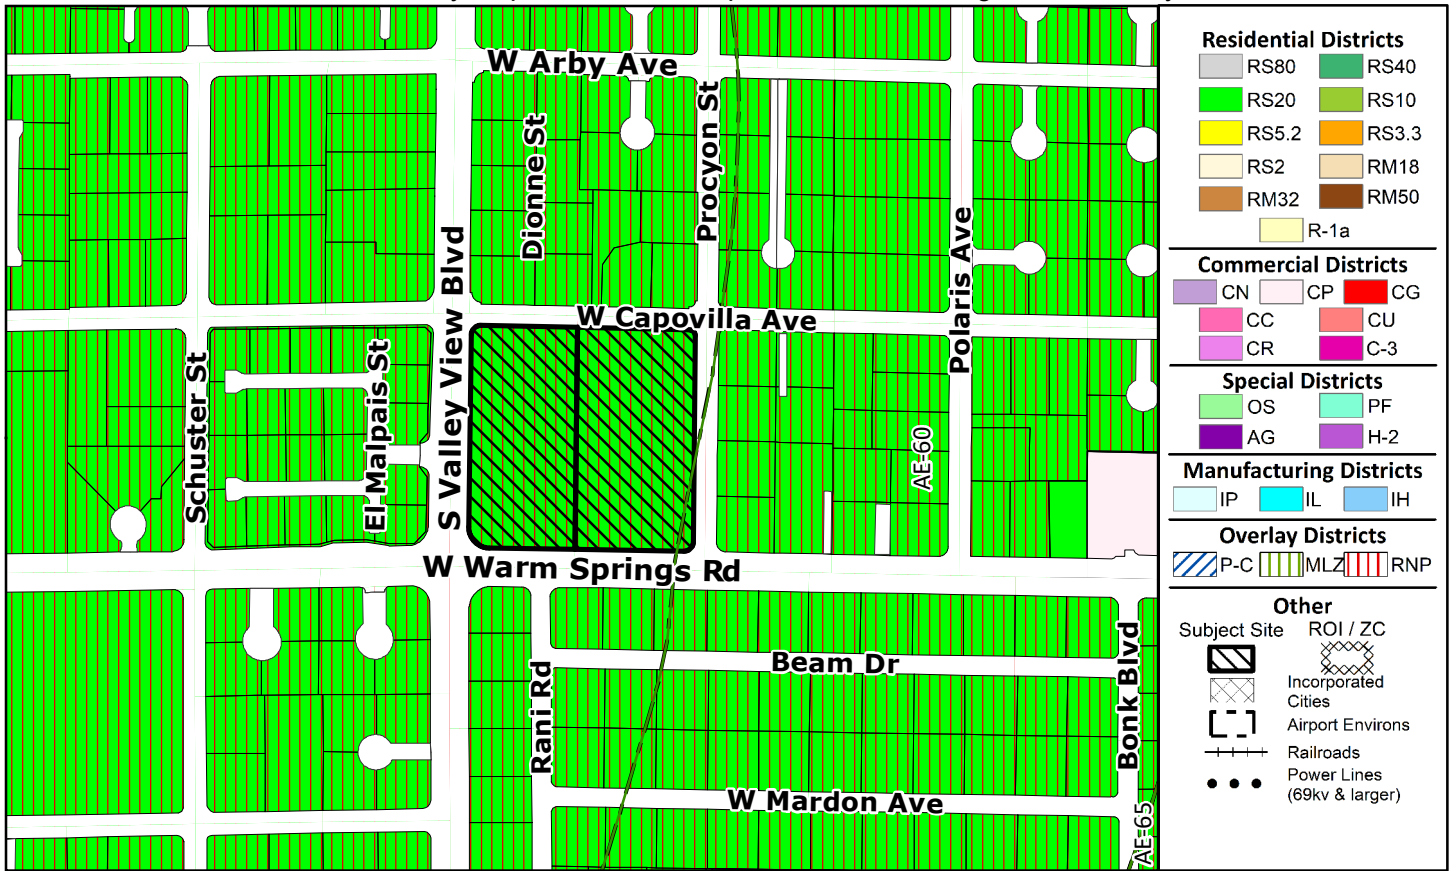 W Arby Ave
Dionne St
Procyon St
Polaris Ave
S Valley View Blvd
W Capovilla Ave
Schuster St
El Malpais St
AE-60
W Warm Springs Rd
Rani Rd
Beam Dr
Bonk Blvd
W Mardon Ave
AE-65
Residential Districts
RS80 RS40
RS20 RS10
RS5.2 RS3.3
RS2 RM18
RM32 RM50
R-1a
Commercial Districts
CN CP CG
CC CU
CR C-3
Special Districts
OS PF
AG H-2
Manufacturing Districts
IP IL IH
Overlay Districts
P-C MLZ RNP
Other
Subject Site ROI / ZC
Incorporated
Cities
Airport Environs
Railroads
Power Lines
(69kv & larger)